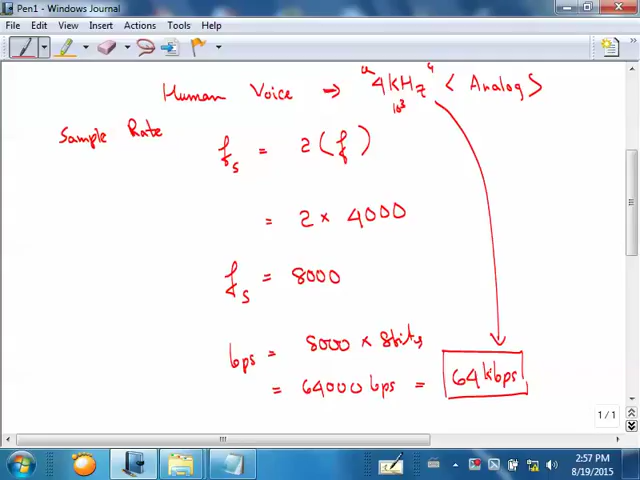 Pen1 - Windows Journal
File Edit View Insert Actions Tools Help
Human Voice → "4KHz" < Analog >
10³
Sample Rate
fs = 2 (f)
= 2 × 4000
fs = 8000
bps = 8000 × 8bits
= 64000 bps = 64kbps
1 / 1
2:57 PM
8/19/2015